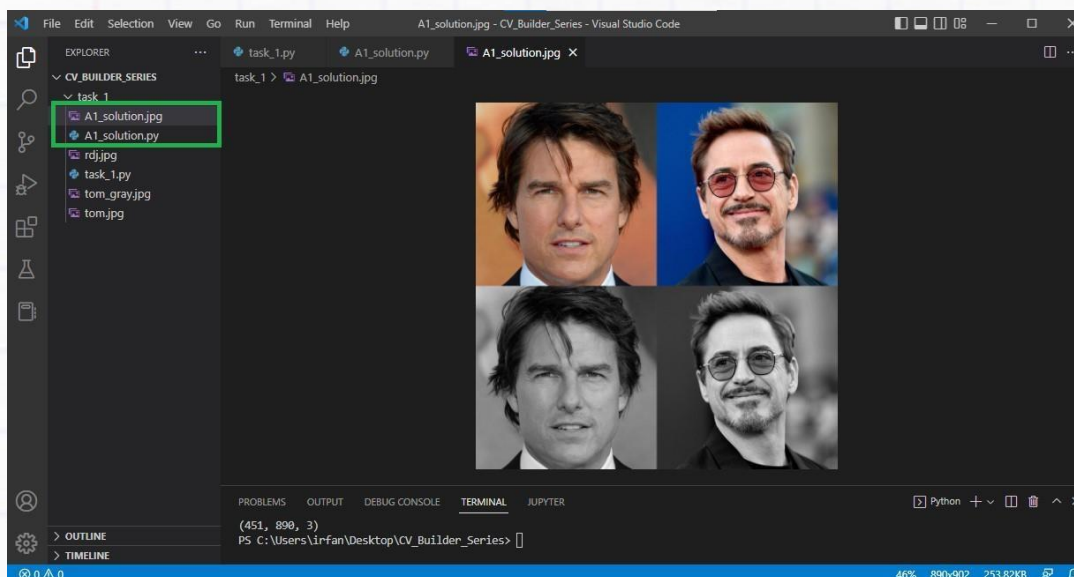 File Edit Selection View Go Run Terminal Help A1_solution.jpg - CV_Builder_Series - Visual Studio Code
EXPLORER ...
task_1.py A1_solution.py A1_solution.jpg
CV_BUILDER_SERIES
task_1 > A1_solution.jpg
task_1
A1_solution.jpg
A1_solution.py
rdj.jpg
task_1.py
tom_gray.jpg
tom.jpg
PROBLEMS OUTPUT DEBUG CONSOLE TERMINAL JUPYTER Python
(451, 890, 3)
PS C:\Users\irfan\Desktop\CV_Builder_Series>
OUTLINE
TIMELINE
0 0 46% 890x902 253.82KB